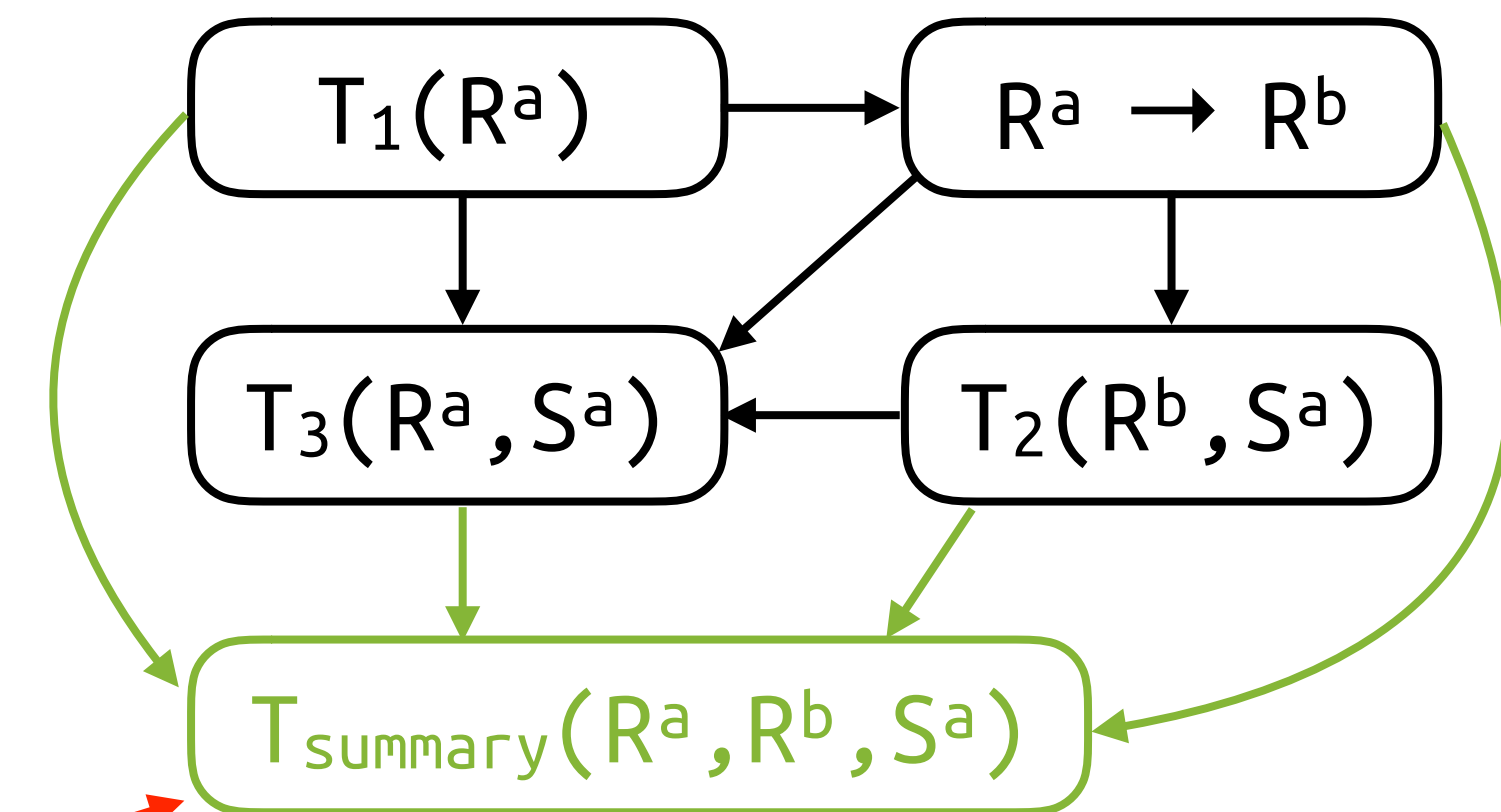 T₁(Rᵃ)
Rᵃ → Rᵇ
T₃(Rᵃ,Sᵃ)
T₂(Rᵇ,Sᵃ)
Tsummary(Rᵃ,Rᵇ,Sᵃ)